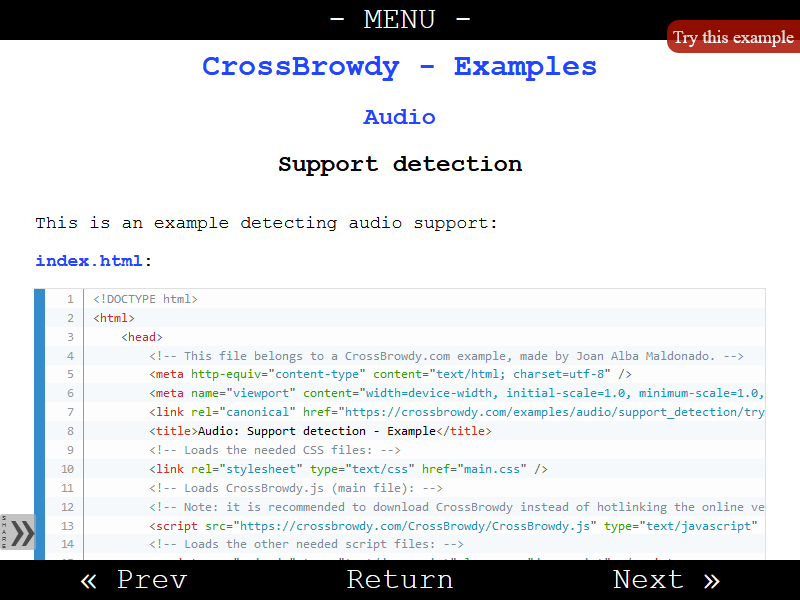 - MENU -
Try this example
CrossBrowdy - Examples
Audio
Support detection
This is an example detecting audio support:
index.html:
1 <!DOCTYPE html>
2 <html>
3 <head>
4 <!-- This file belongs to a CrossBrowdy.com example, made by Joan Alba Maldonado. -->
5 <meta http-equiv="content-type" content="text/html; charset=utf-8" />
6 <meta name="viewport" content="width=device-width, initial-scale=1.0, minimum-scale=1.0,
7 <link rel="canonical" href="https://crossbrowdy.com/examples/audio/support_detection/try
8 <title>Audio: Support detection - Example</title>
9 <!-- Loads the needed CSS files: -->
10 <link rel="stylesheet" type="text/css" href="main.css" />
11 <!-- Loads CrossBrowdy.js (main file): -->
12 <!-- Note: it is recommended to download CrossBrowdy instead of hotlinking the online ve
13 <script src="https://crossbrowdy.com/CrossBrowdy/CrossBrowdy.js" type="text/javascript"
14 <!-- Loads the other needed script files: -->
SHARE
« Prev
Return
Next »